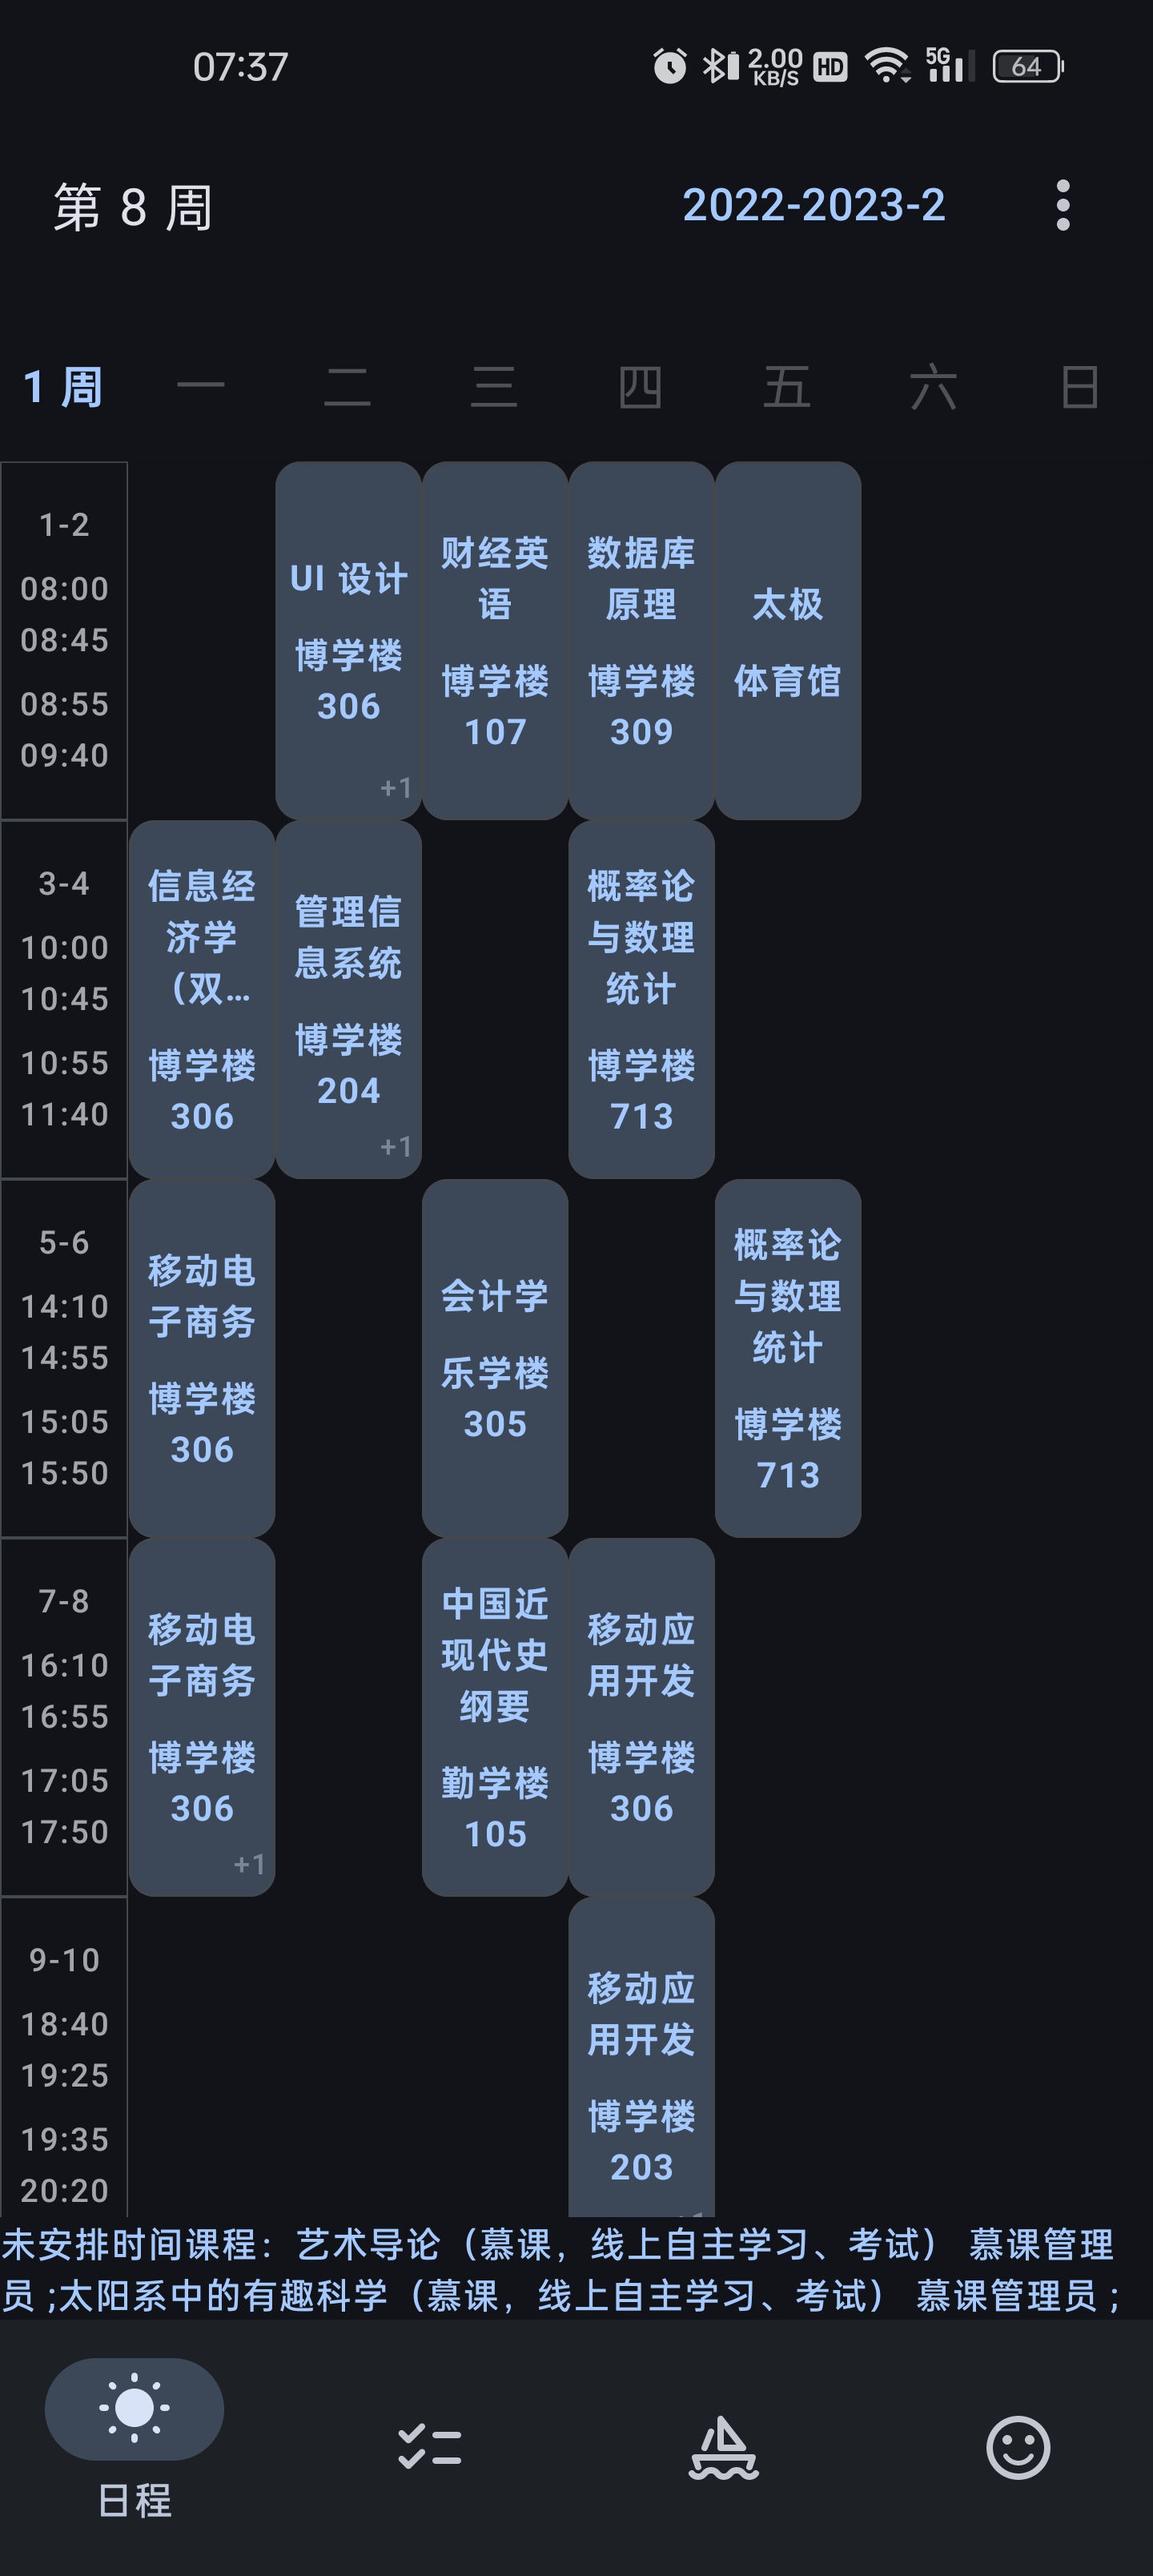 07:37
2.00
KB/S
HD
5G
64
第 8 周
2022-2023-2
1 周
一
二
三
四
五
六
日
1-2
08:00
08:45
08:55
09:40
UI 设计
博学楼
306
+1
财经英
语
博学楼
107
数据库
原理
博学楼
309
太极
体育馆
3-4
10:00
10:45
10:55
11:40
信息经
济学
（双...
博学楼
306
管理信
息系统
博学楼
204
+1
概率论
与数理
统计
博学楼
713
5-6
14:10
14:55
15:05
15:50
移动电
子商务
博学楼
306
会计学
乐学楼
305
概率论
与数理
统计
博学楼
713
7-8
16:10
16:55
17:05
17:50
移动电
子商务
博学楼
306
+1
中国近
现代史
纲要
勤学楼
105
移动应
用开发
博学楼
306
9-10
18:40
19:25
19:35
20:20
移动应
用开发
博学楼
203
未安排时间课程：艺术导论（慕课，线上自主学习、考试） 慕课管理
员 ;太阳系中的有趣科学（慕课，线上自主学习、考试） 慕课管理员 ;
日程